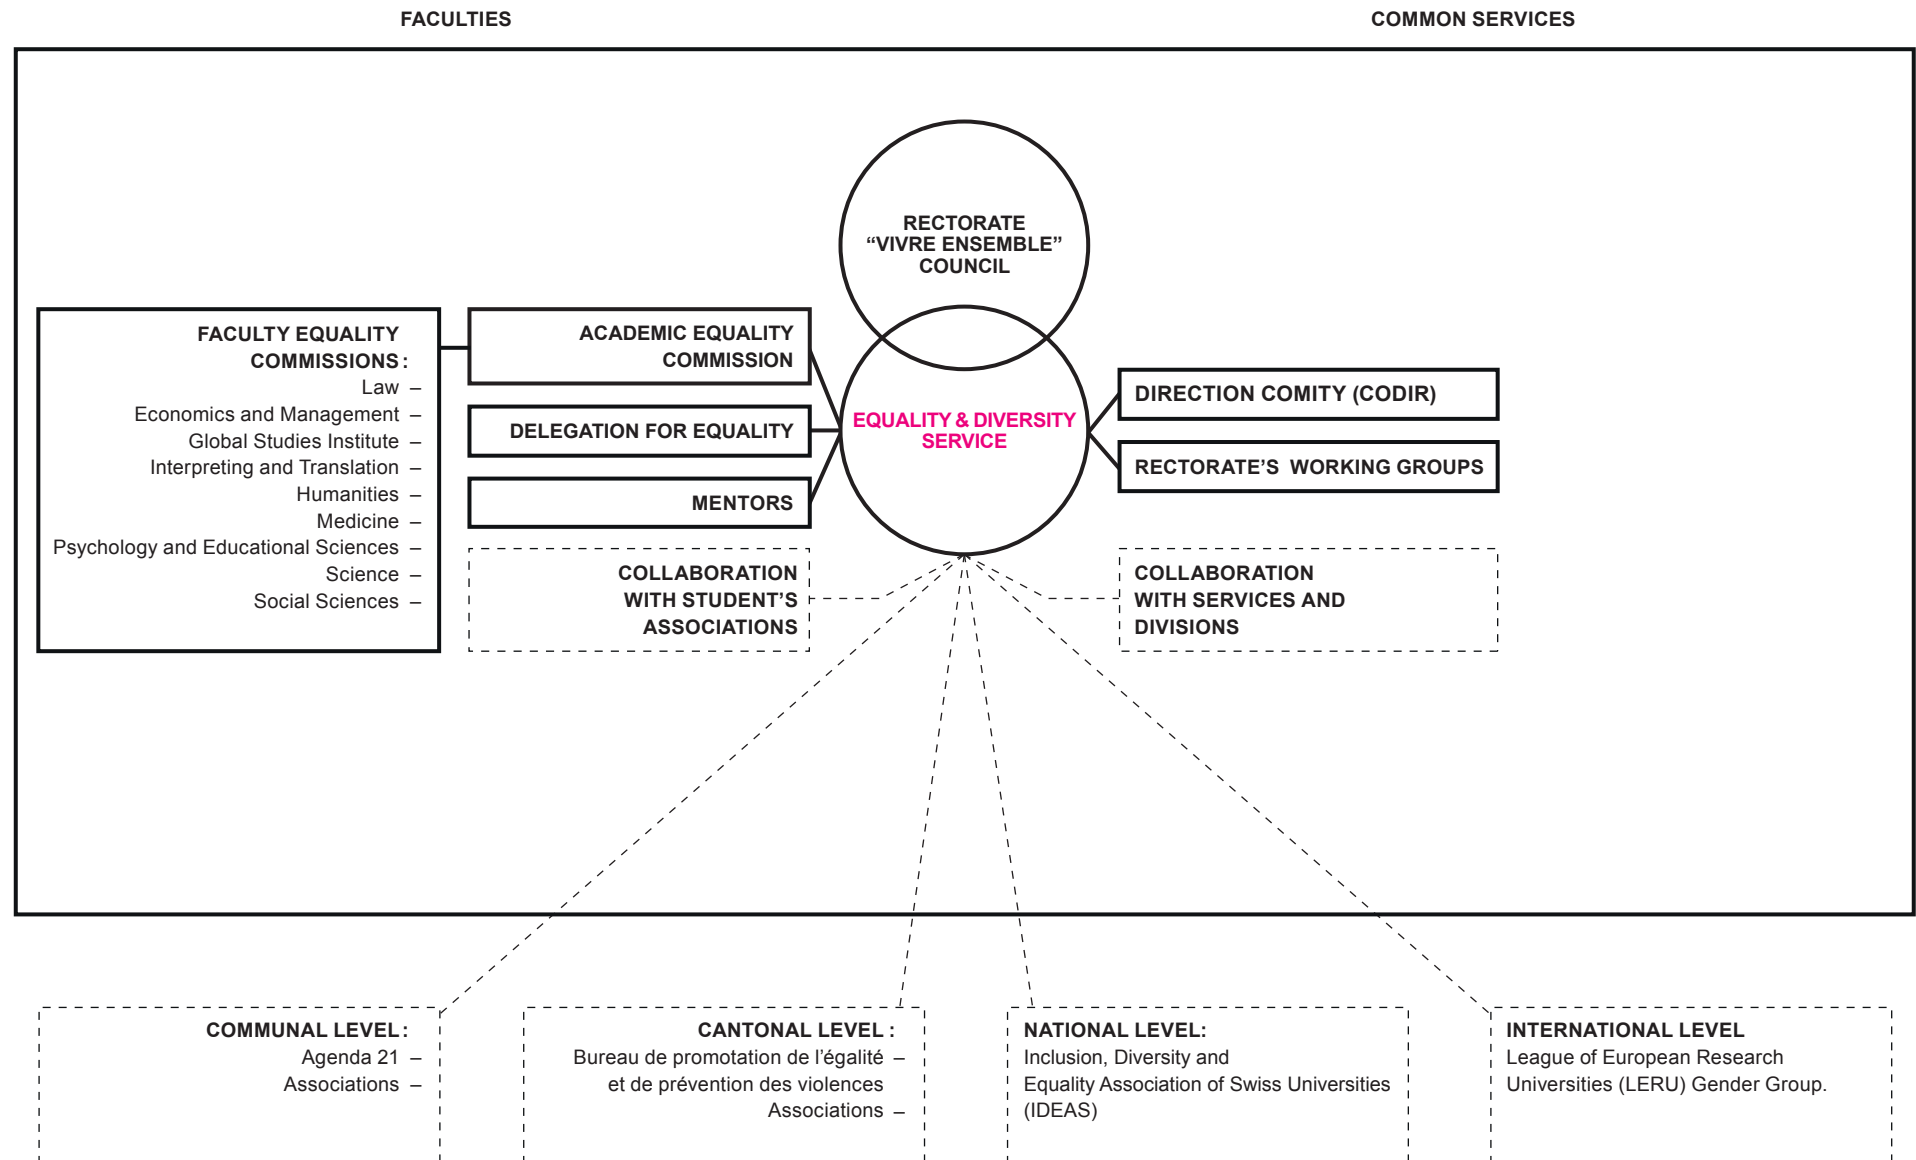 FACULTIES
COMMON SERVICES
RECTORATE
“VIVRE ENSEMBLE”
COUNCIL
FACULTY EQUALITY
COMMISSIONS :
Law –
Economics and Management –
Global Studies Institute –
Interpreting and Translation –
Humanities –
Medicine –
Psychology and Educational Sciences –
Science –
Social Sciences –
ACADEMIC EQUALITY
COMMISSION
DELEGATION FOR EQUALITY
MENTORS
EQUALITY & DIVERSITY
SERVICE
DIRECTION COMITY (CODIR)
RECTORATE’S WORKING GROUPS
COLLABORATION
WITH STUDENT’S
ASSOCIATIONS
COLLABORATION
WITH SERVICES AND
DIVISIONS
COMMUNAL LEVEL :
Agenda 21 –
Associations –
CANTONAL LEVEL :
Bureau de promotation de l’égalité –
et de prévention des violences
Associations –
NATIONAL LEVEL:
Inclusion, Diversity and
Equality Association of Swiss Universities
(IDEAS)
INTERNATIONAL LEVEL
League of European Research
Universities (LERU) Gender Group.